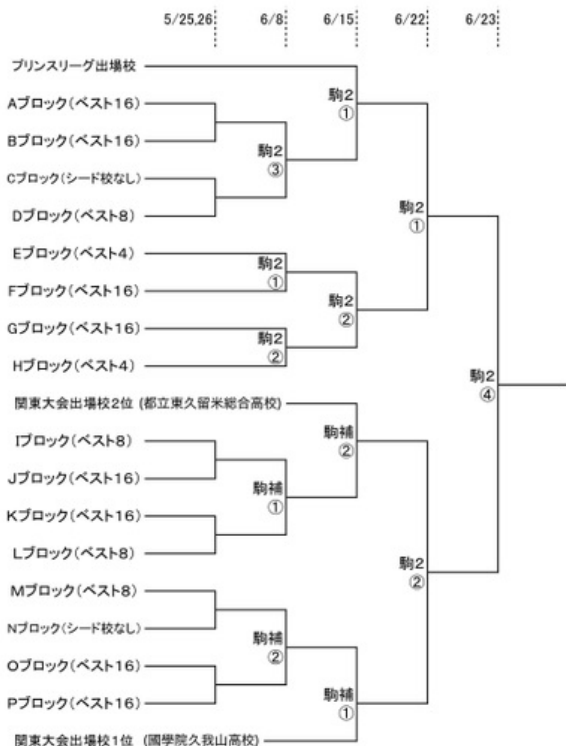 5/25,26 6/8 6/15 6/22 6/23
プリンスリーグ出場校
駒2
①
Aブロック(ベスト16)
Bブロック(ベスト16)
駒2
③
Cブロック(シード校なし)
Dブロック(ベスト8)
駒2
①
Eブロック(ベスト4)
駒2
①
Fブロック(ベスト16)
駒2
②
Gブロック(ベスト16)
駒2
②
Hブロック(ベスト4)
駒2
④
関東大会出場校2位 (都立東久留米総合高校)
駒補
②
Iブロック(ベスト8)
Jブロック(ベスト16)
駒補
①
Kブロック(ベスト16)
Lブロック(ベスト8)
駒2
②
Mブロック(ベスト8)
Nブロック(シード校なし)
駒補
②
Oブロック(ベスト16)
Pブロック(ベスト16)
駒補
①
関東大会出場校1位 (國學院久我山高校)